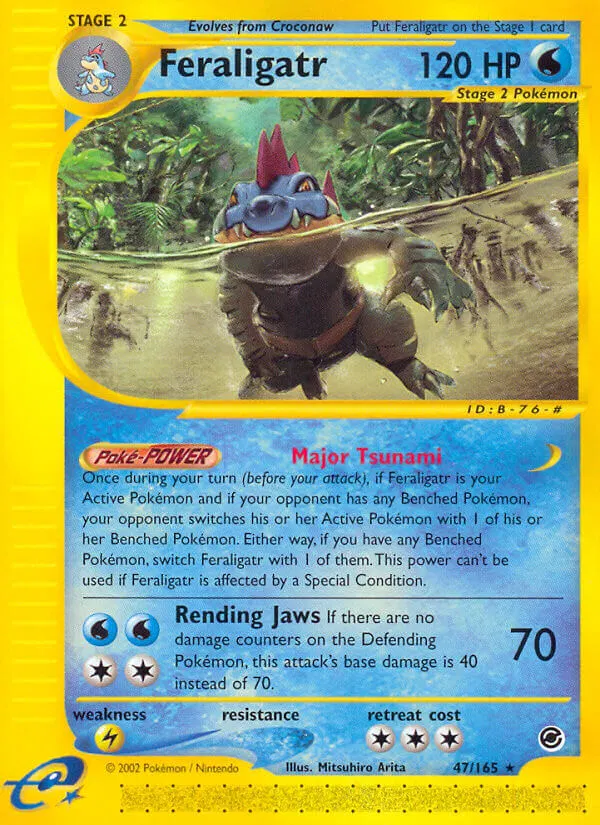 STAGE 2
Evolves from Croconaw
Put Feraligatr on the Stage 1 card
Feraligatr
120 HP
Stage 2 Pokémon
ID:B-76-#
Poké-POWER
Major Tsunami
Once during your turn (before your attack), if Feraligatr is your
Active Pokémon and if your opponent has any Benched Pokémon,
your opponent switches his or her Active Pokémon with 1 of his or
her Benched Pokémon. Either way, if you have any Benched
Pokémon, switch Feraligatr with 1 of them. This power can't be
used if Feraligatr is affected by a Special Condition.
Rending Jaws If there are no
damage counters on the Defending
Pokémon, this attack's base damage is 40
instead of 70.
70
weakness
resistance
retreat cost
© 2002 Pokémon / Nintendo
Illus. Mitsuhiro Arita
47/165 ★
e